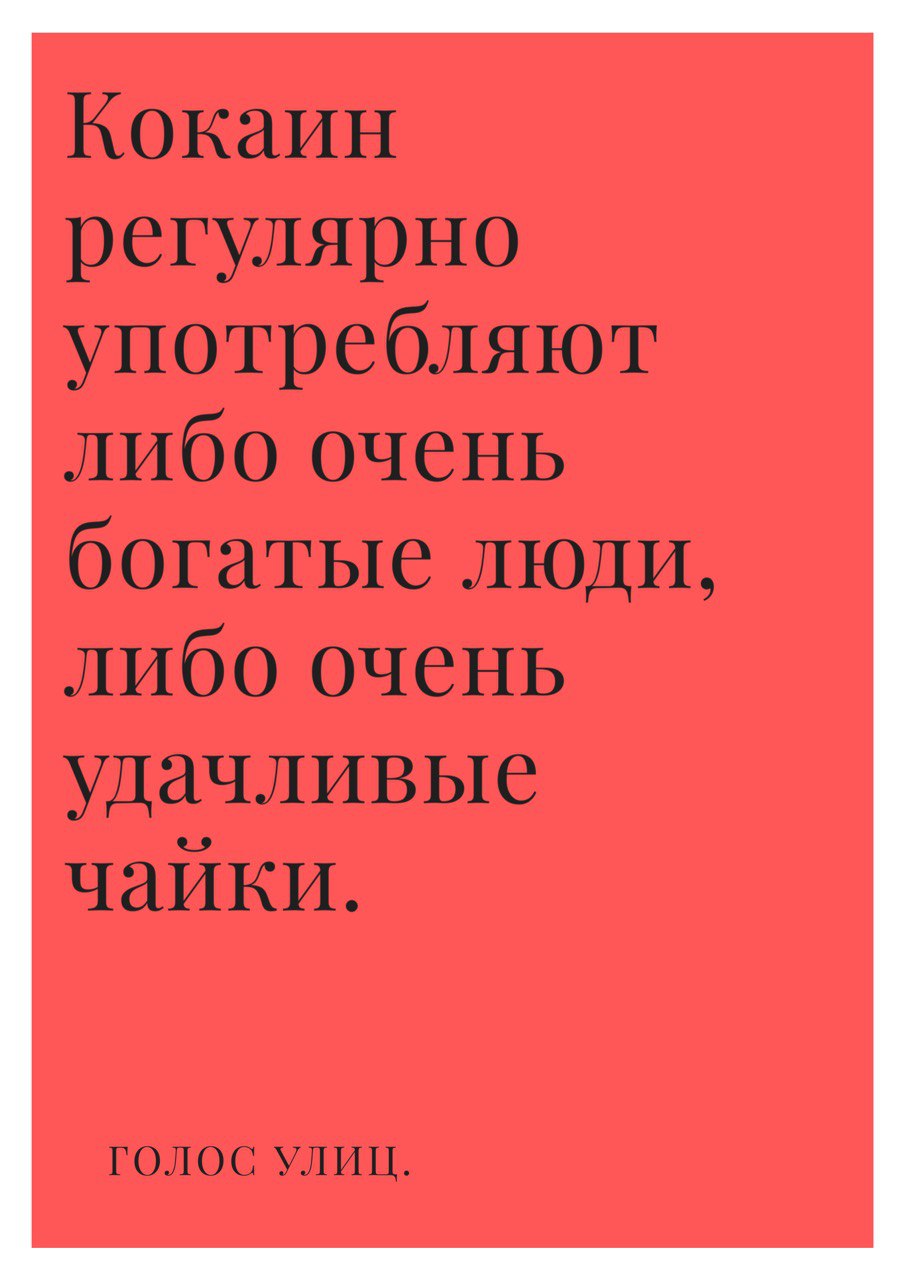 Кокаин
регулярно
употребляют
либо очень
богатые люди,
либо очень
удачливые
чайки.
ГОЛОС УЛИЦ.